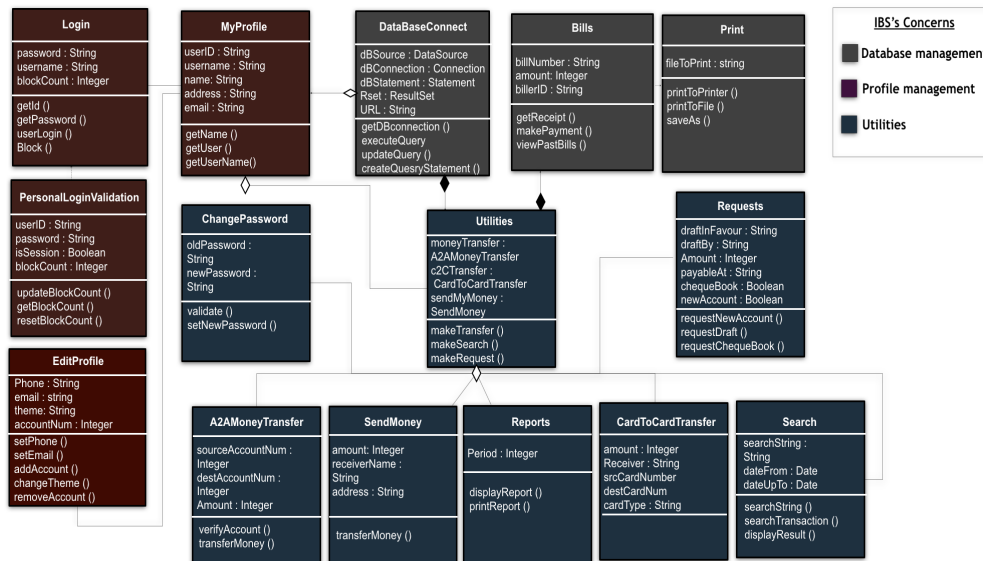 Login
password : String
username : String
blockCount : Integer
getId ()
getPassword ()
userLogin ()
Block ()
MyProfile
userID : String
username : String
name: String
address : String
email : String
getName ()
getUser ()
getUserName()
DataBaseConnect
dBSource : DataSource
dBConnection : Connection
dBStatement : Statement
Rset : ResultSet
URL : String
getDBconnection ()
executeQuery
updateQuery ()
createQuesryStatement ()
Bills
billNumber : String
amount: Integer
billerID : String
getReceipt ()
makePayment ()
viewPastBills ()
Print
fileToPrint : string
printToPrinter ()
printToFile ()
saveAs ()
IBS's Concerns
Database management
Profile management
Utilities
PersonalLoginValidation
userID : String
password : String
isSession : Boolean
blockCount : Integer
updateBlockCount ()
getBlockCount ()
resetBlockCount ()
ChangePassword
oldPassword :
String
newPassword :
String
validate ()
setNewPassword ()
Utilities
moneyTransfer :
A2AMoneyTransfer
c2CTransfer :
CardToCardTransfer
sendMyMoney :
SendMoney
makeTransfer ()
makeSearch ()
makeRequest ()
Requests
draftInFavour : String
draftBy : String
Amount : Integer
payableAt : String
chequeBook : Boolean
newAccount : Boolean
requestNewAccount ()
requestDraft ()
requestChequeBook ()
EditProfile
Phone : String
email : string
theme: String
accountNum : Integer
setPhone ()
setEmail ()
addAccount ()
changeTheme ()
removeAccount ()
A2AMoneyTransfer
sourceAccountNum :
Integer
destAccountNum :
Integer
Amount : Integer
verifyAccount ()
transferMoney ()
SendMoney
amount: Integer
receiverName :
String
address : String
transferMoney ()
Reports
Period : Integer
displayReport ()
printReport ()
CardToCardTransfer
amount : Integer
Receiver : String
srcCardNumber
destCardNum
cardType : String
Search
searchString :
String
dateFrom : Date
dateUpTo : Date
searchString ()
searchTransaction ()
displayResult ()